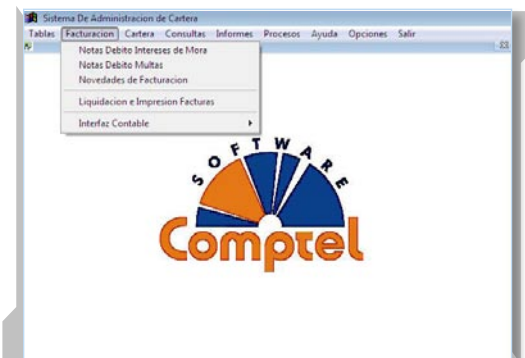 Sistema De Administracion de Cartera
Tablas Facturacion Cartera Consultas Informes Procesos Ayuda Opciones Salir
Notas Debito Intereses de Mora
Notas Debito Multas
Novedades de Facturacion
Liquidacion e Impresion Facturas
Interfaz Contable
SOFTWARE
Comptel